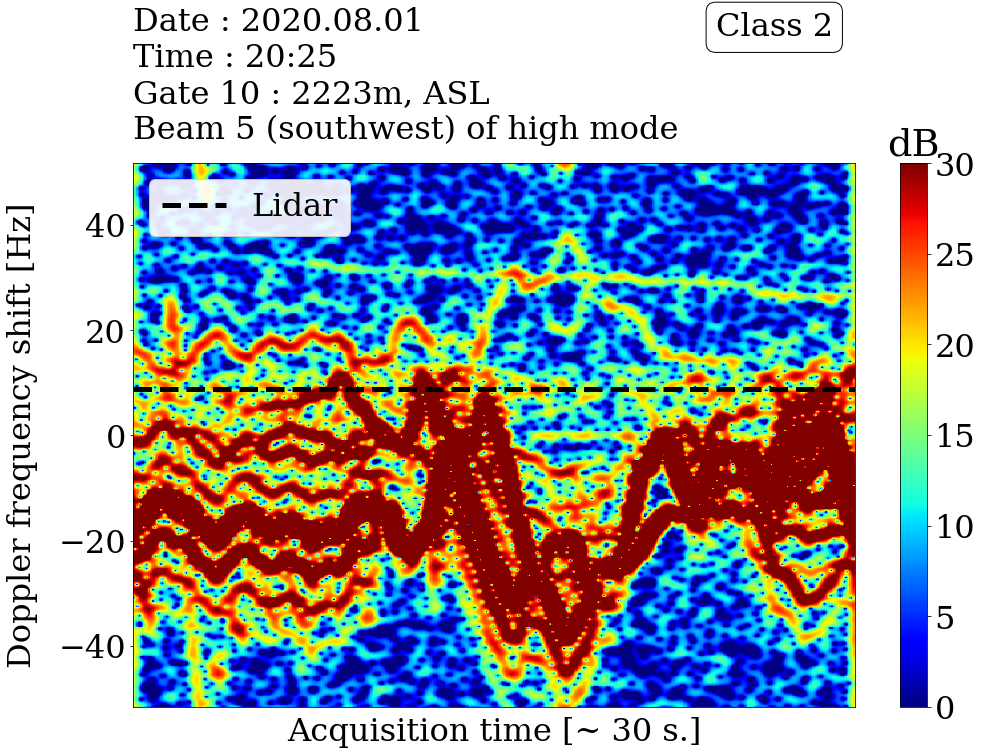 Date : 2020.08.01
Time : 20:25
Gate 10 : 2223m, ASL
Beam 5 (southwest) of high mode
Class 2
dB
Lidar
Doppler frequency shift [Hz]
40
20
0
−20
−40
Acquisition time [~ 30 s.]
30
25
20
15
10
5
0